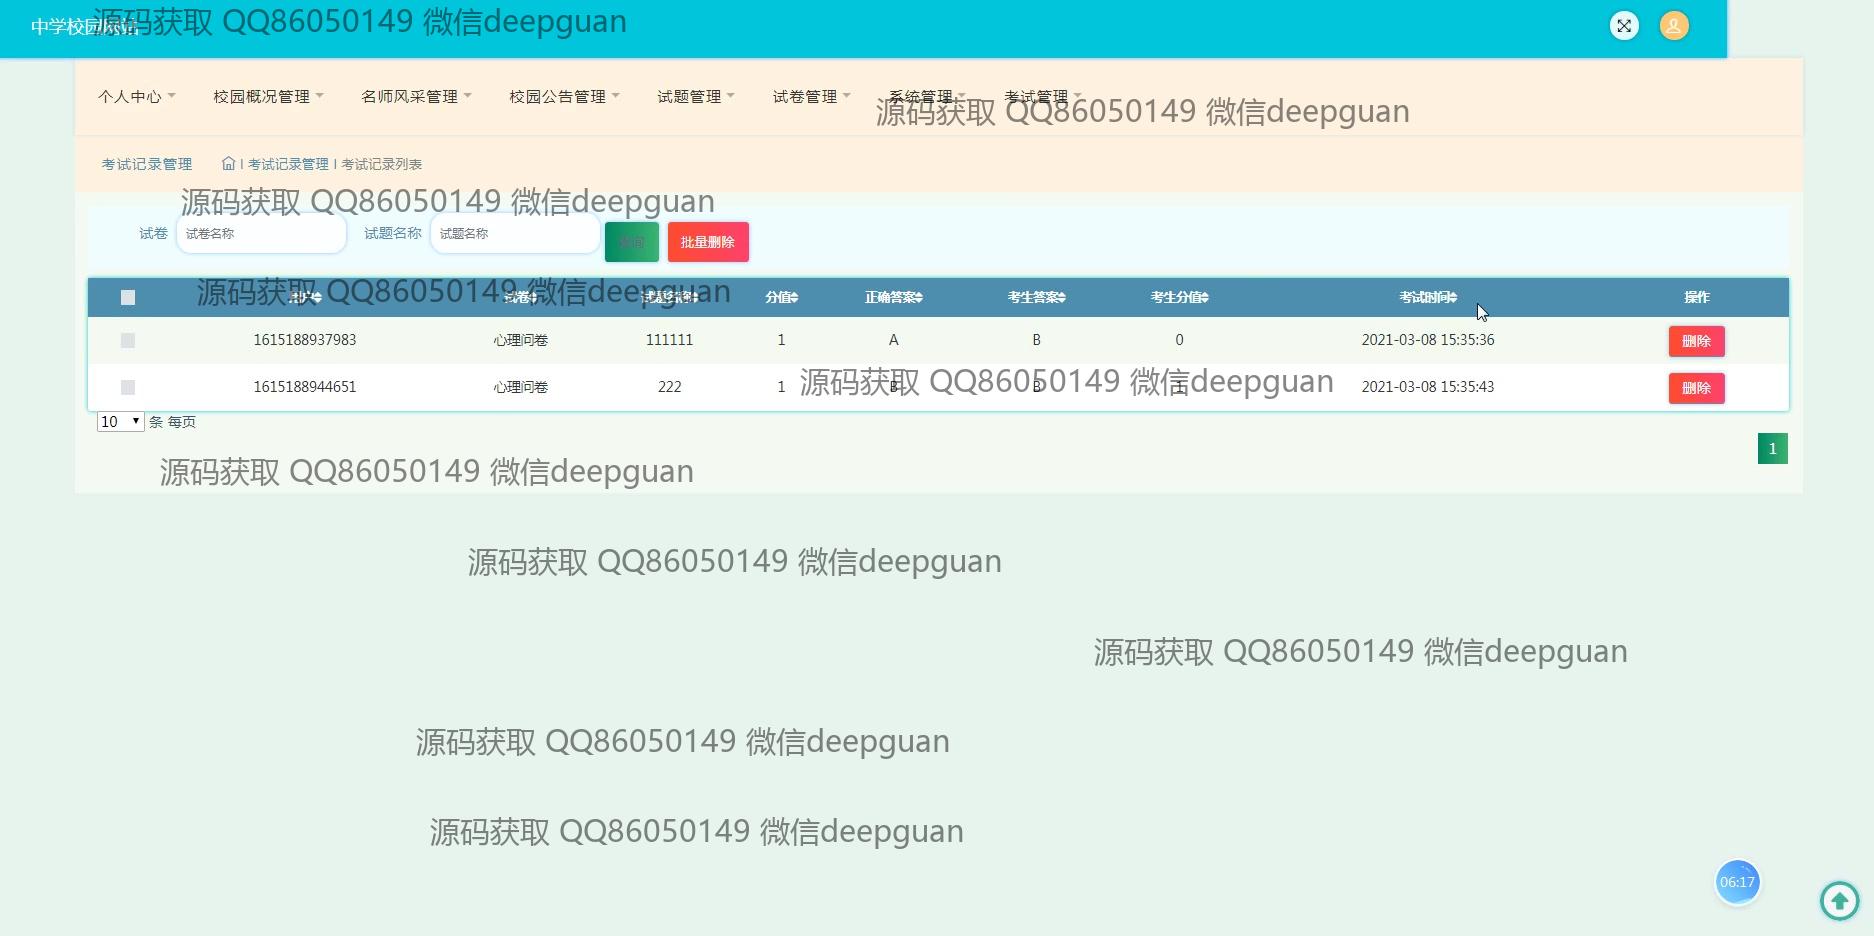 中学校园网站
源码获取 QQ86050149 微信deepguan
个人中心 校园概况管理 名师风采管理 校园公告管理 试题管理 试卷管理 系统管理 考试管理
源码获取 QQ86050149 微信deepguan
考试记录管理 I 考试记录管理 I 考试记录列表
源码获取 QQ86050149 微信deepguan
试卷 试卷名称 试题名称 试题名称 查询 批量删除
源码获取 QQ86050149 微信deepguan
用户 试卷 试题名称 分值 正确答案 考生答案 考生分值 考试时间 操作
1615188937983 心理问卷 111111 1 A B 0 2021-03-08 15:35:36 删除
源码获取 QQ86050149 微信deepguan
1615188944651 心理问卷 222 1 B B 1 2021-03-08 15:35:43 删除
10 条 每页
1
源码获取 QQ86050149 微信deepguan
源码获取 QQ86050149 微信deepguan
源码获取 QQ86050149 微信deepguan
源码获取 QQ86050149 微信deepguan
源码获取 QQ86050149 微信deepguan
06:17